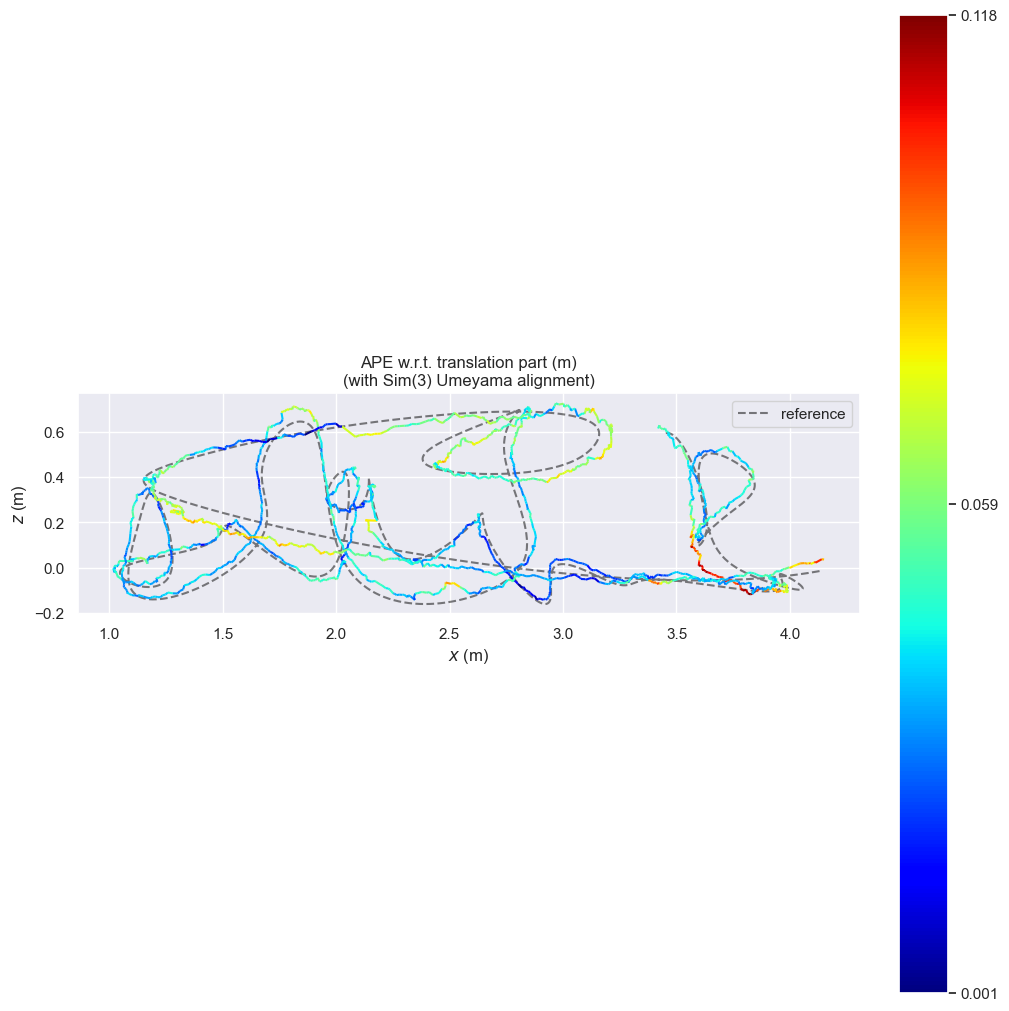 APE w.r.t. translation part (m)
(with Sim(3) Umeyama alignment)
reference
z (m)
0.6
0.4
0.2
0.0
−0.2
1.0 1.5 2.0 2.5 3.0 3.5 4.0
x (m)
0.118
0.059
0.001